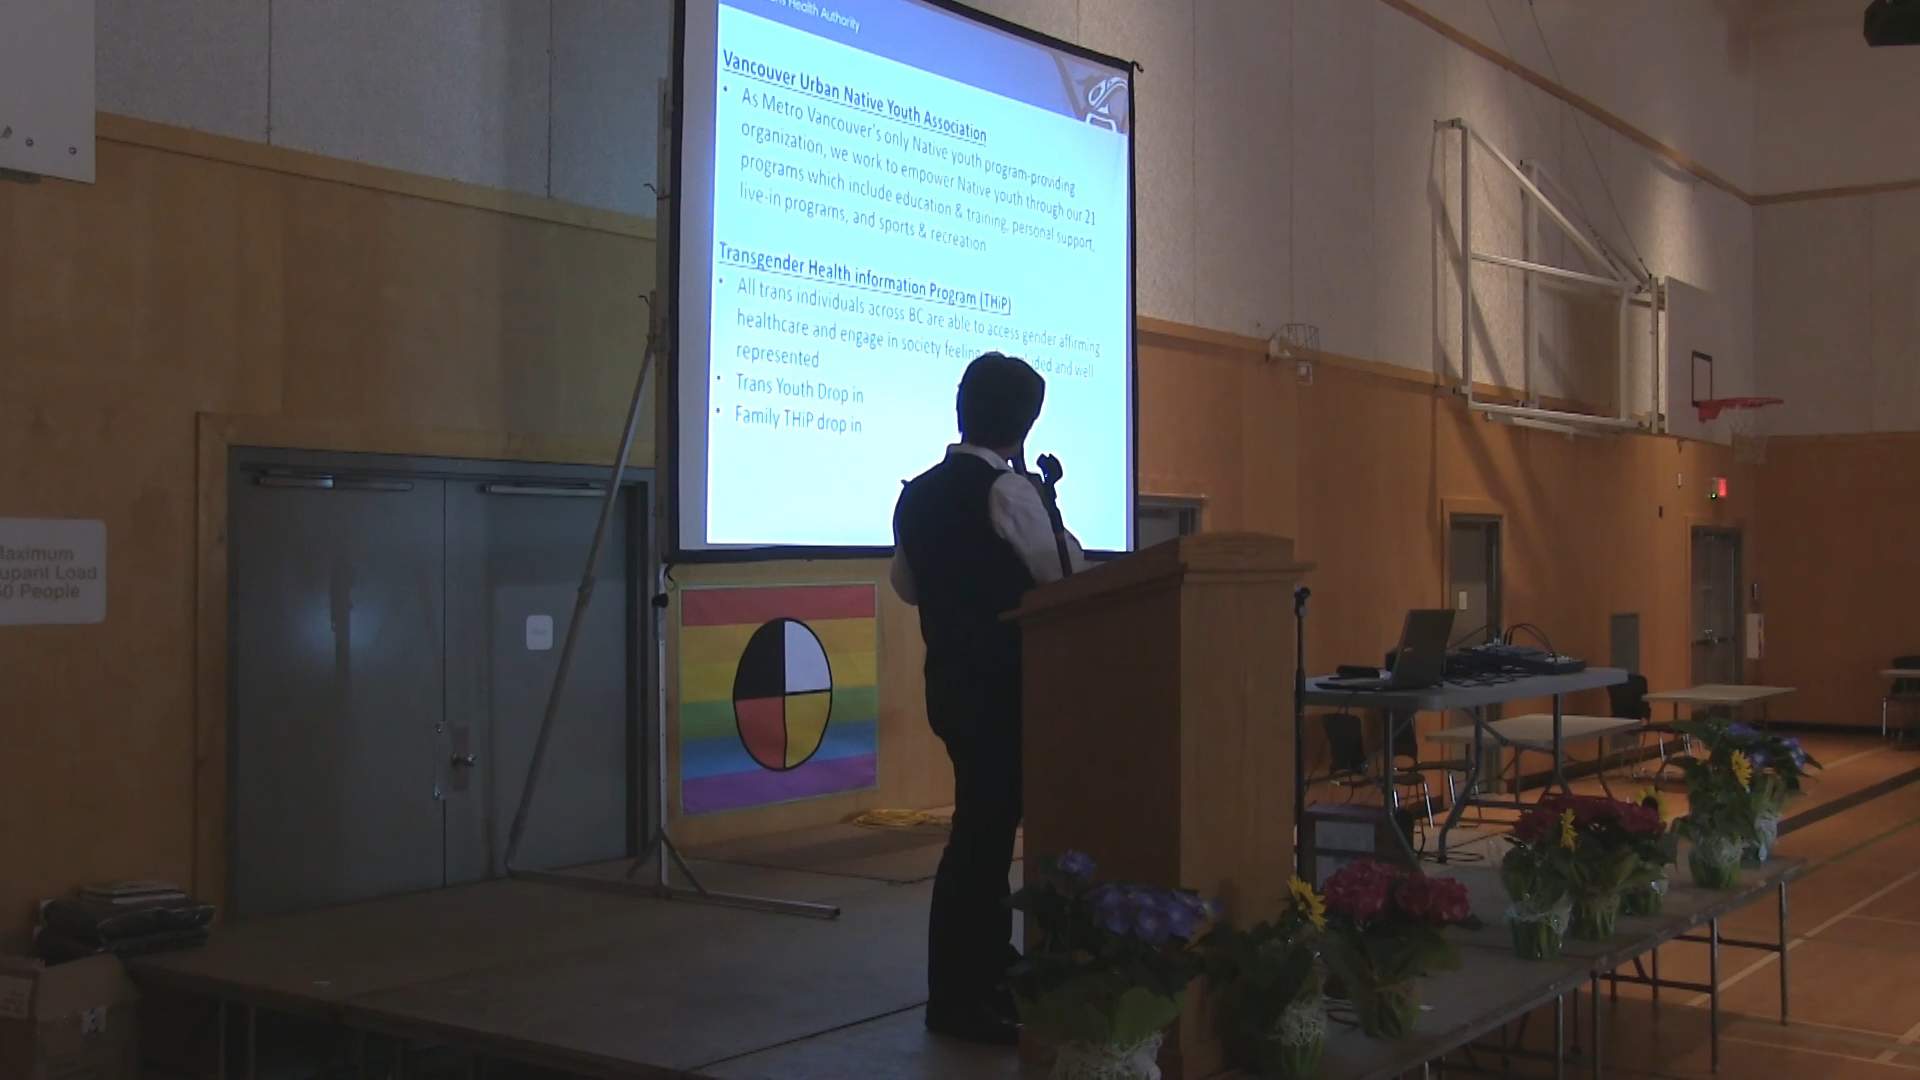 Health Authority
Vancouver Urban Native Youth Association
• As Metro Vancouver's only Native youth program-providing
organization, we work to empower Native youth through our 21
programs which include education & training, personal support,
live-in programs, and sports & recreation
Transgender Health information Program (THiP)
• All trans individuals across BC are able to access gender affirming
healthcare and engage in society feeling and well
represented
• Trans Youth Drop in
• Family THiP drop in
Maximum
upant Load
0 People